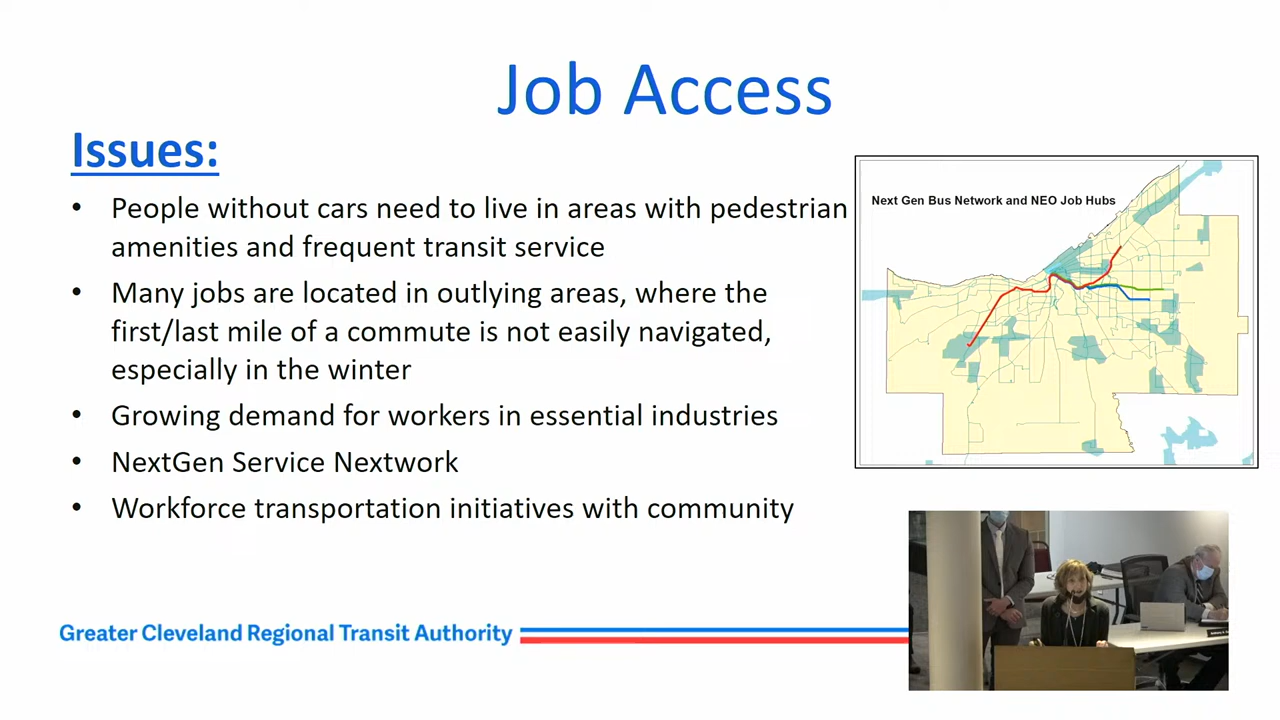 Job Access
Issues:
• People without cars need to live in areas with pedestrian
amenities and frequent transit service
• Many jobs are located in outlying areas, where the
first/last mile of a commute is not easily navigated,
especially in the winter
• Growing demand for workers in essential industries
• NextGen Service Nextwork
• Workforce transportation initiatives with community
Next Gen Bus Network and NEO Job Hubs
Greater Cleveland Regional Transit Authority